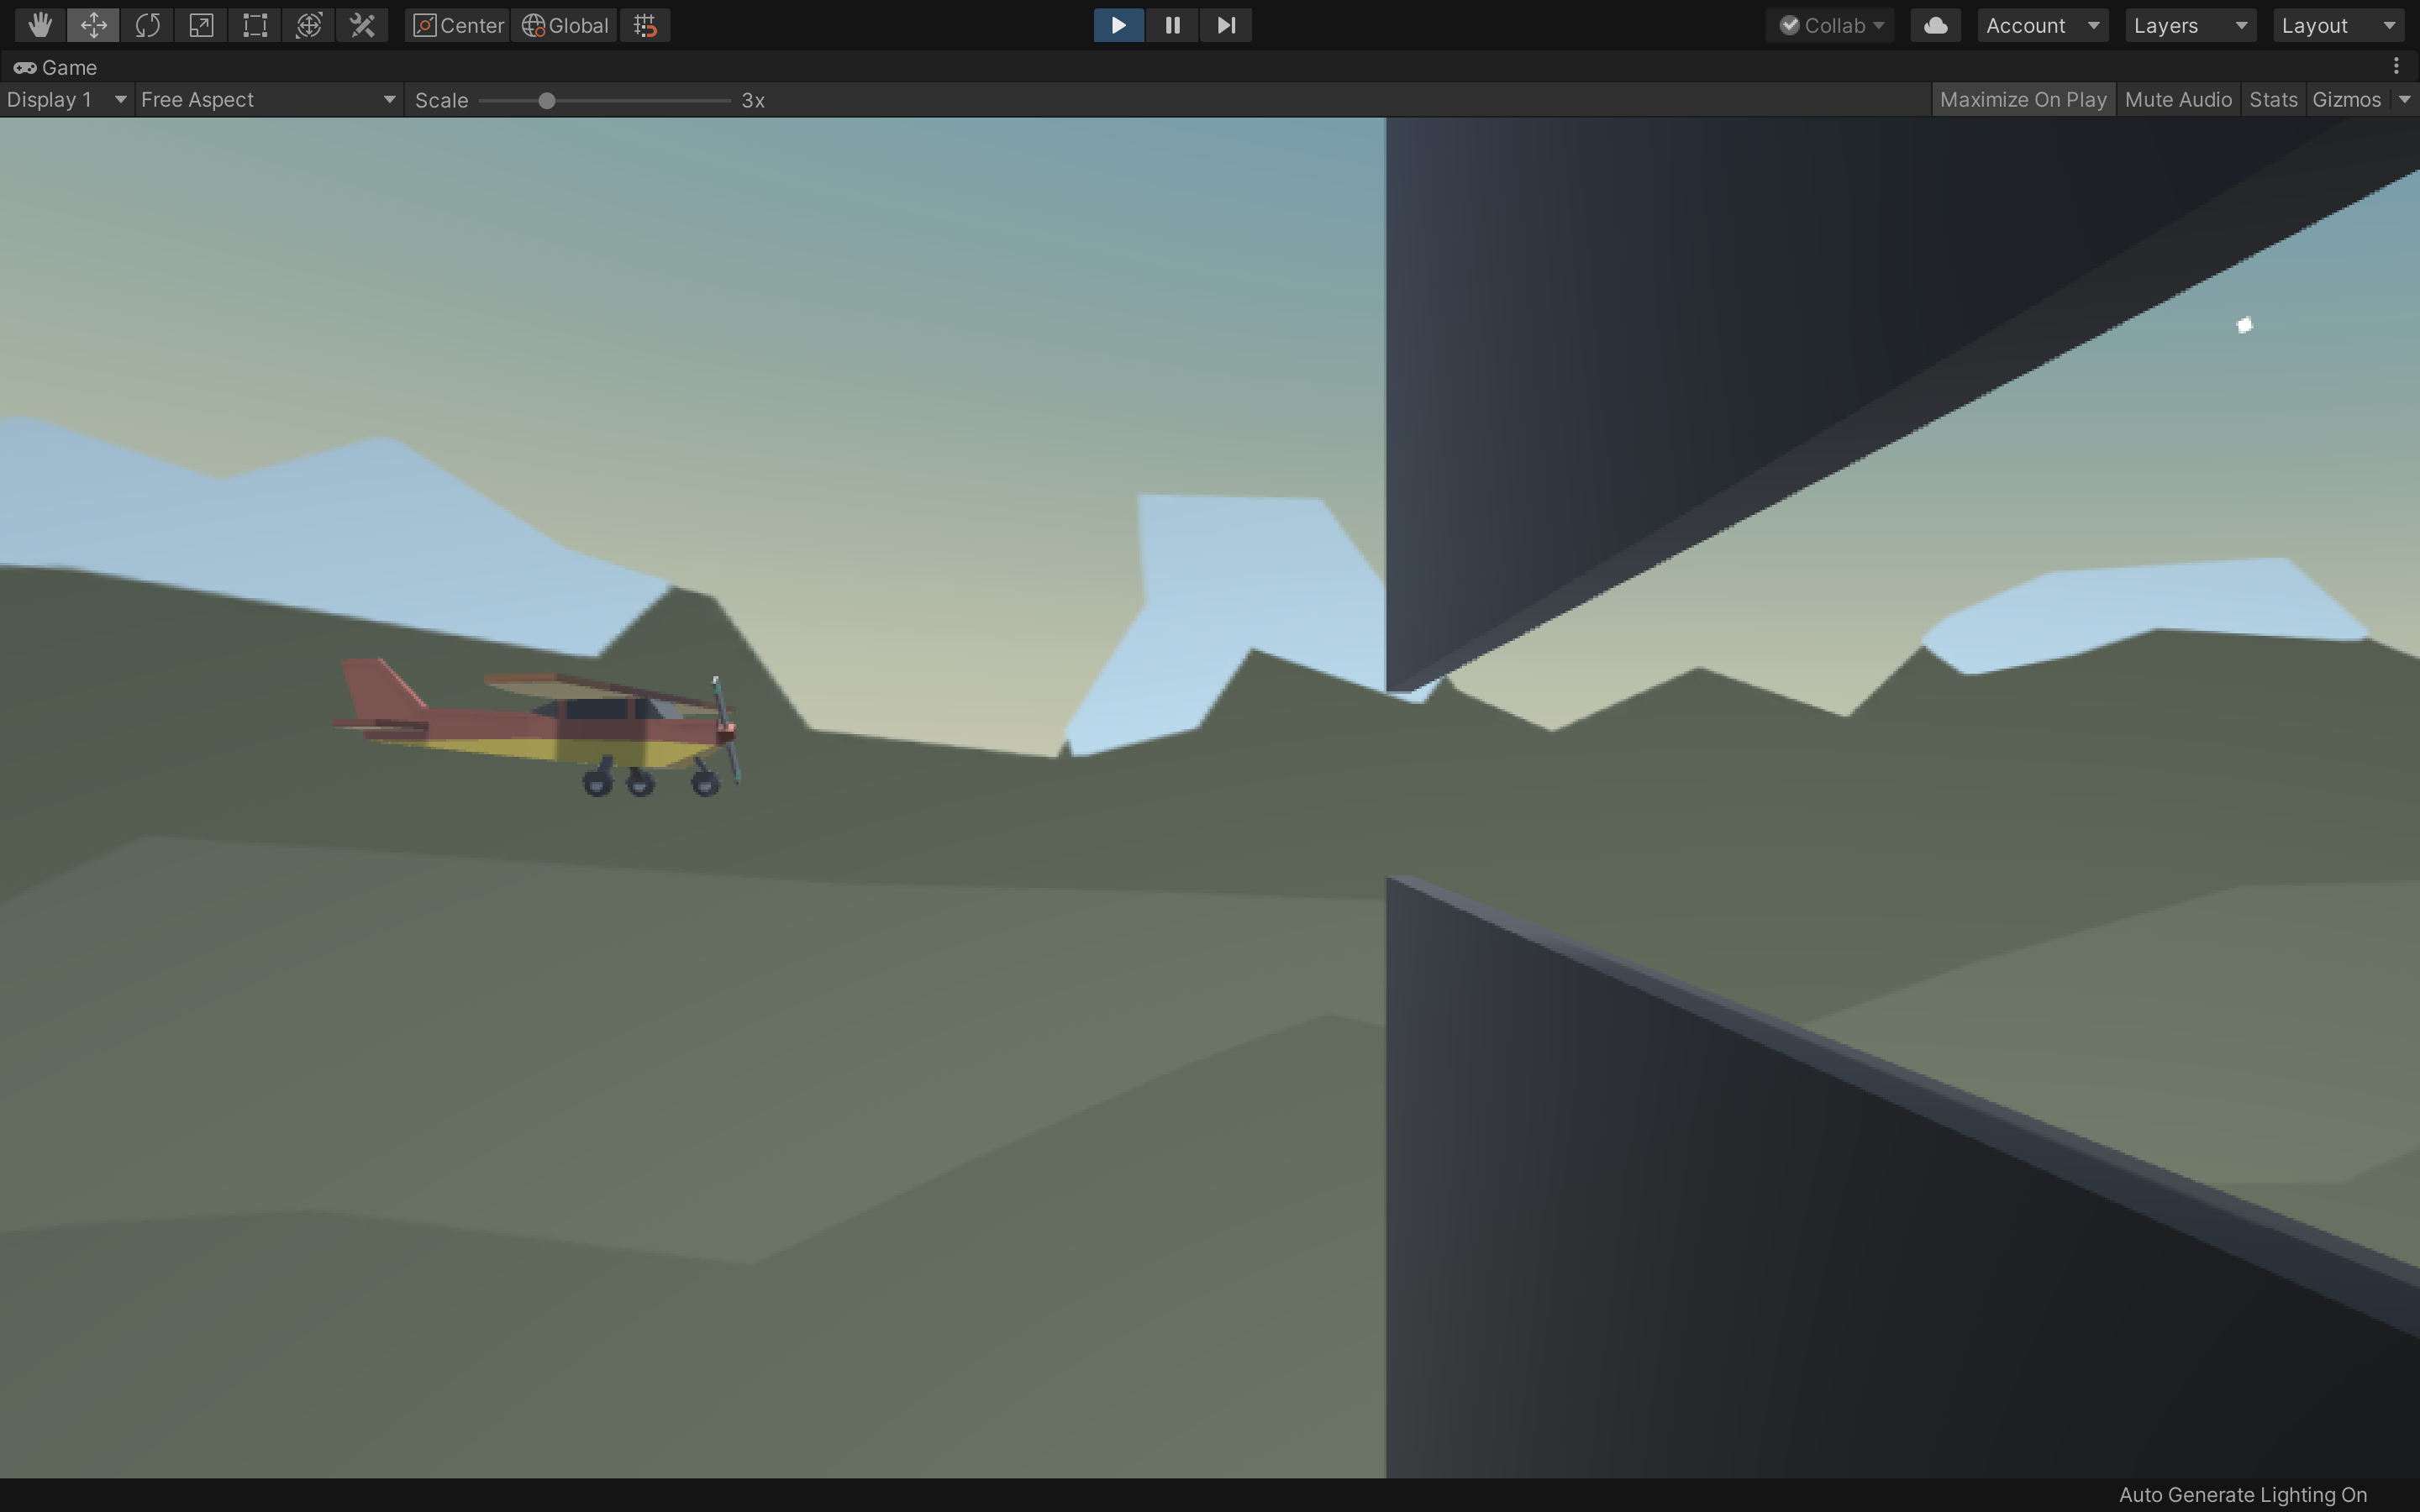 Center Global Collab Account Layers Layout
Game
Display 1 Free Aspect Scale 3x Maximize On Play Mute Audio Stats Gizmos
Auto Generate Lighting On